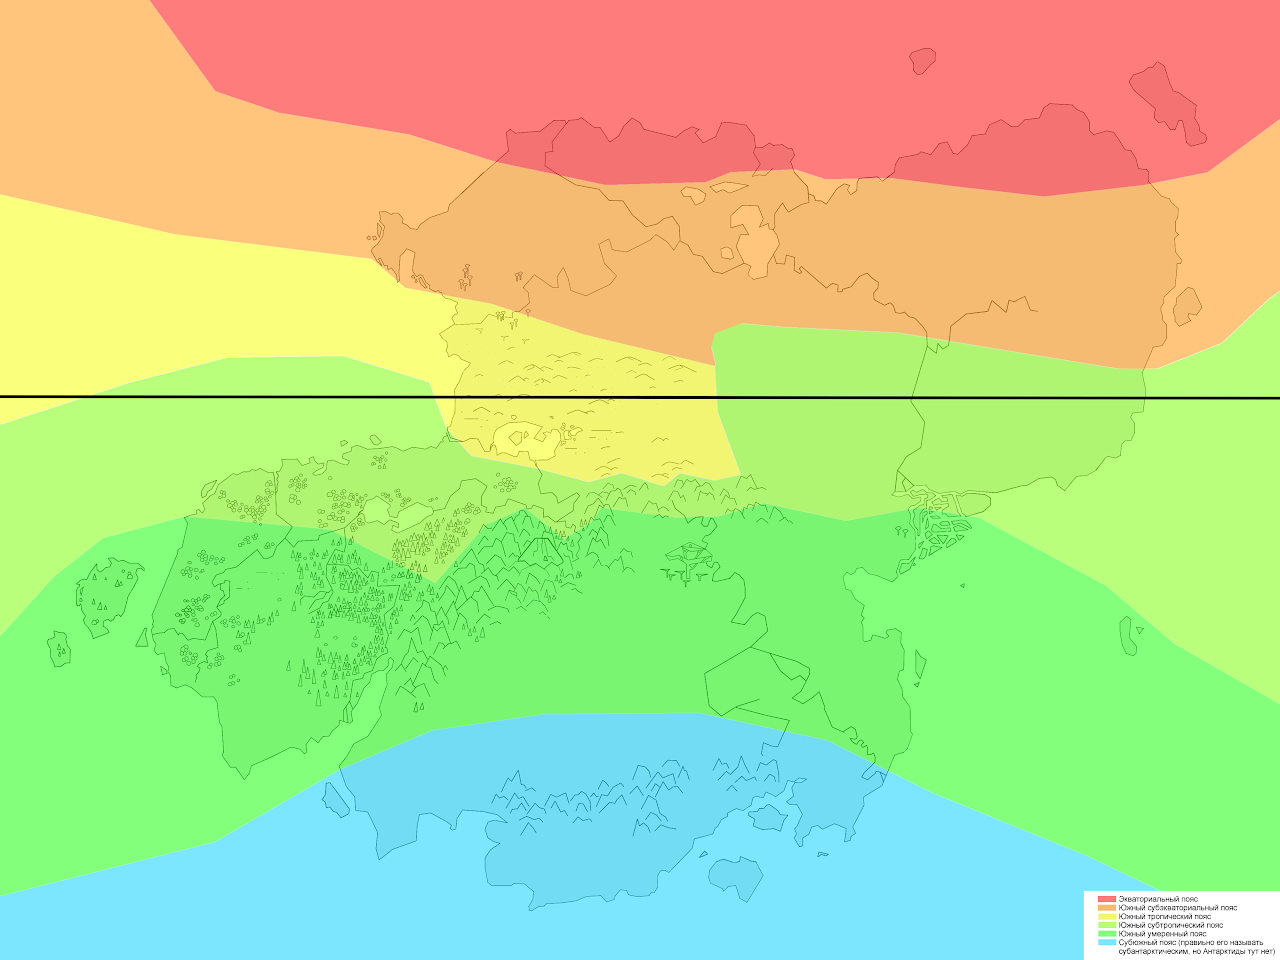 Экваториальный пояс
Южный субэкваториальный пояс
Южный тропический пояс
Южный субтропический пояс
Южный умеренный пояс
Субюжный пояс (правильно его называть
субантарктическим, но Антарктиды тут нет)